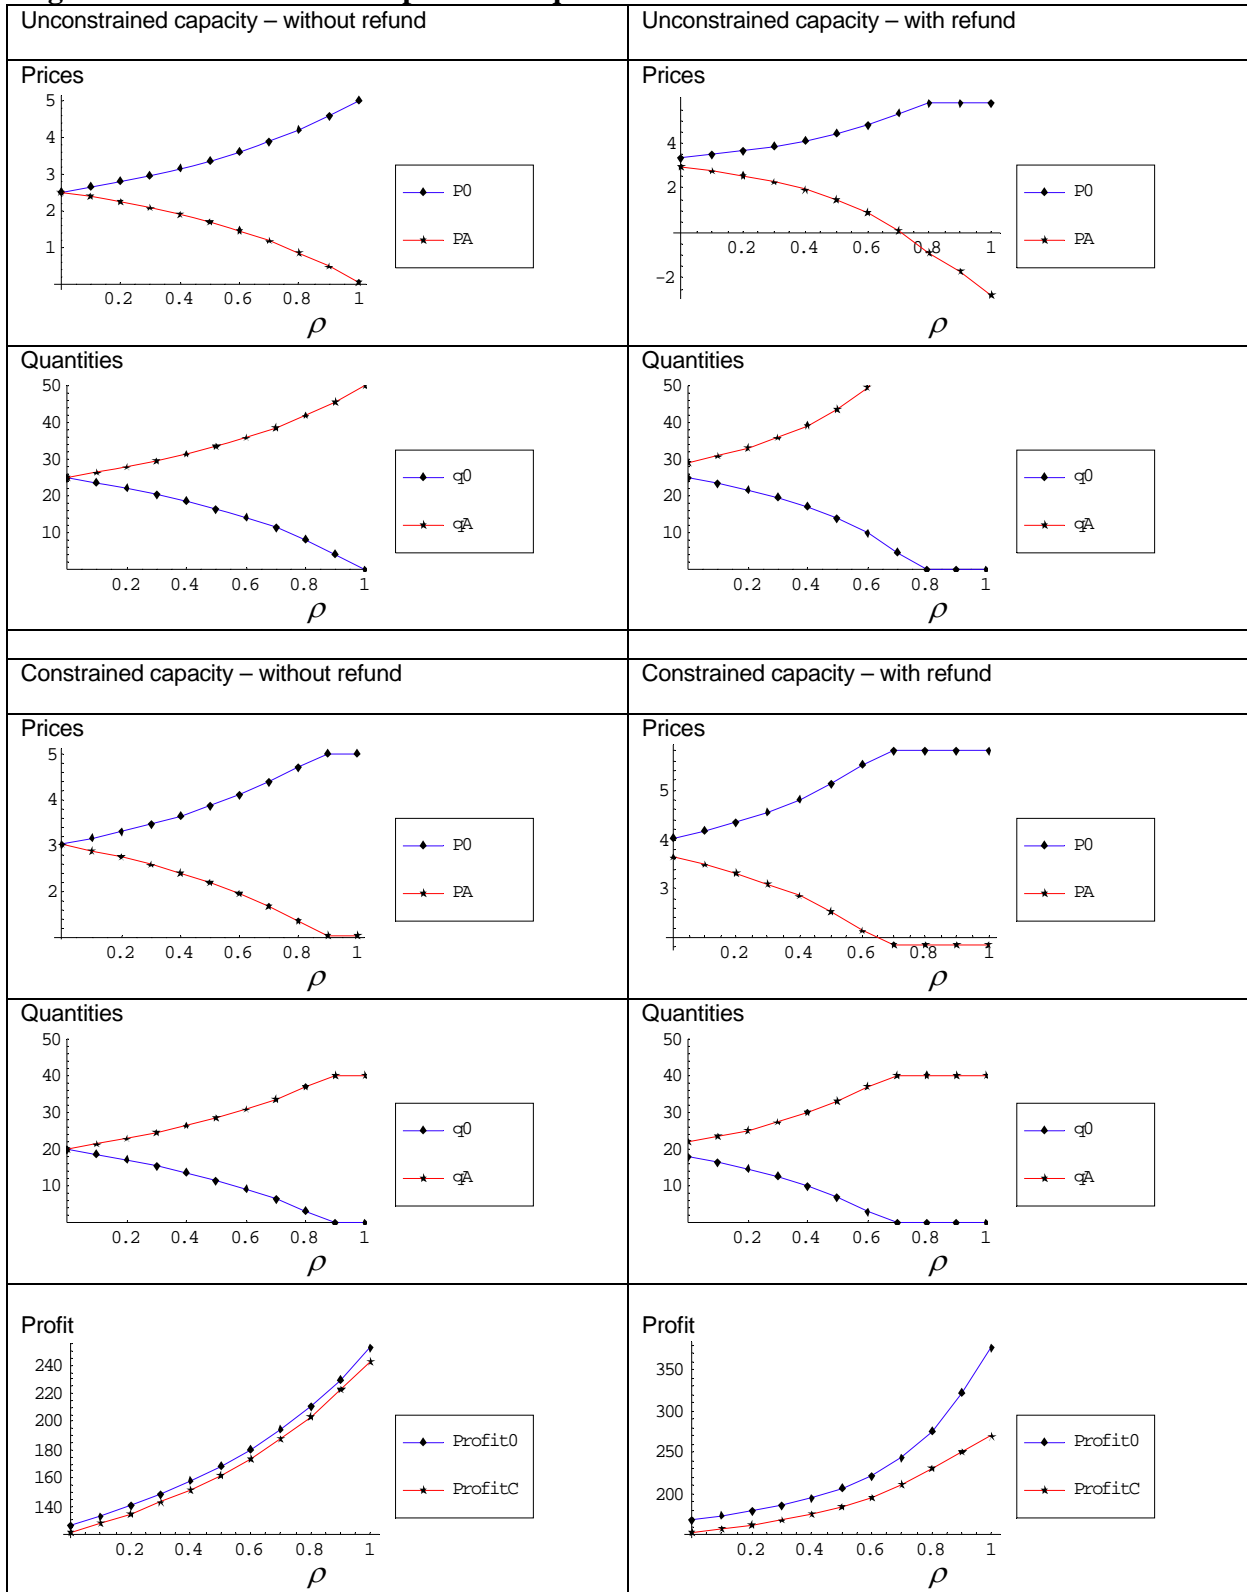 Unconstrained capacity – without refund
Unconstrained capacity – with refund
Prices
5
4
3
2
1
0.2 0.4 0.6 0.8 1
ρ
P0
PA
Prices
4
2
-2
0.2 0.4 0.6 0.8 1
ρ
P0
PA
Quantities
50
40
30
20
10
0.2 0.4 0.6 0.8 1
ρ
q0
qA
Quantities
50
40
30
20
10
0.2 0.4 0.6 0.8 1
ρ
q0
qA
Constrained capacity – without refund
Constrained capacity – with refund
Prices
5
4
3
2
0.2 0.4 0.6 0.8 1
ρ
P0
PA
Prices
5
4
3
0.2 0.4 0.6 0.8 1
ρ
P0
PA
Quantities
50
40
30
20
10
0.2 0.4 0.6 0.8 1
ρ
q0
qA
Quantities
50
40
30
20
10
0.2 0.4 0.6 0.8 1
ρ
q0
qA
Profit
240
220
200
180
160
140
0.2 0.4 0.6 0.8 1
ρ
Profit0
ProfitC
Profit
350
300
250
200
0.2 0.4 0.6 0.8 1
ρ
Profit0
ProfitC